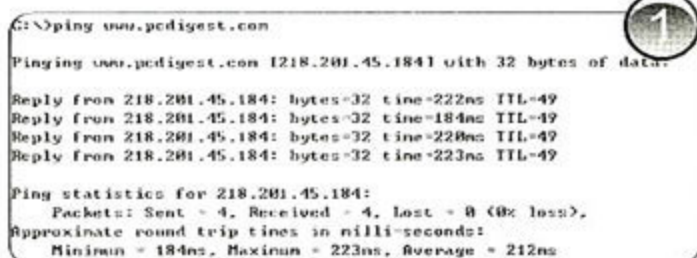 C:\>ping www.pcdigest.com
1
Pinging www.pcdigest.com [218.201.45.184] with 32 bytes of data:
Reply from 218.201.45.184: bytes=32 time=222ms TTL=49
Reply from 218.201.45.184: bytes=32 time=184ms TTL=49
Reply from 218.201.45.184: bytes=32 time=220ms TTL=49
Reply from 218.201.45.184: bytes=32 time=223ms TTL=49
Ping statistics for 218.201.45.184:
Packets: Sent = 4, Received = 4, Lost = 0 (0% loss),
Approximate round trip times in milli-seconds:
Minimum = 184ms, Maximum = 223ms, Average = 212ms